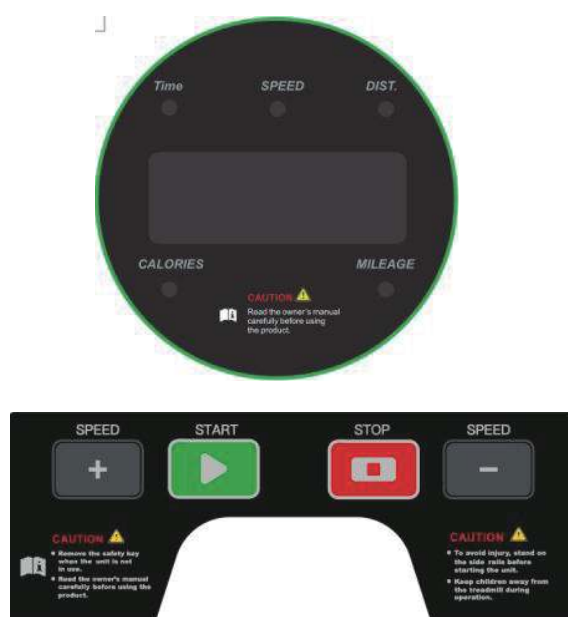 Time SPEED DIST.
CALORIES MILEAGE
CAUTION
Read the owner's manual
carefully before using
the product.
SPEED START STOP SPEED
+ -
CAUTION
• Remove the safety key
when the unit is not
in use.
• Read the owner's manual
carefully before using the
product.
CAUTION
• To avoid injury, stand on
the side rails before
starting the unit.
• Keep children away from
the treadmill during
operation.